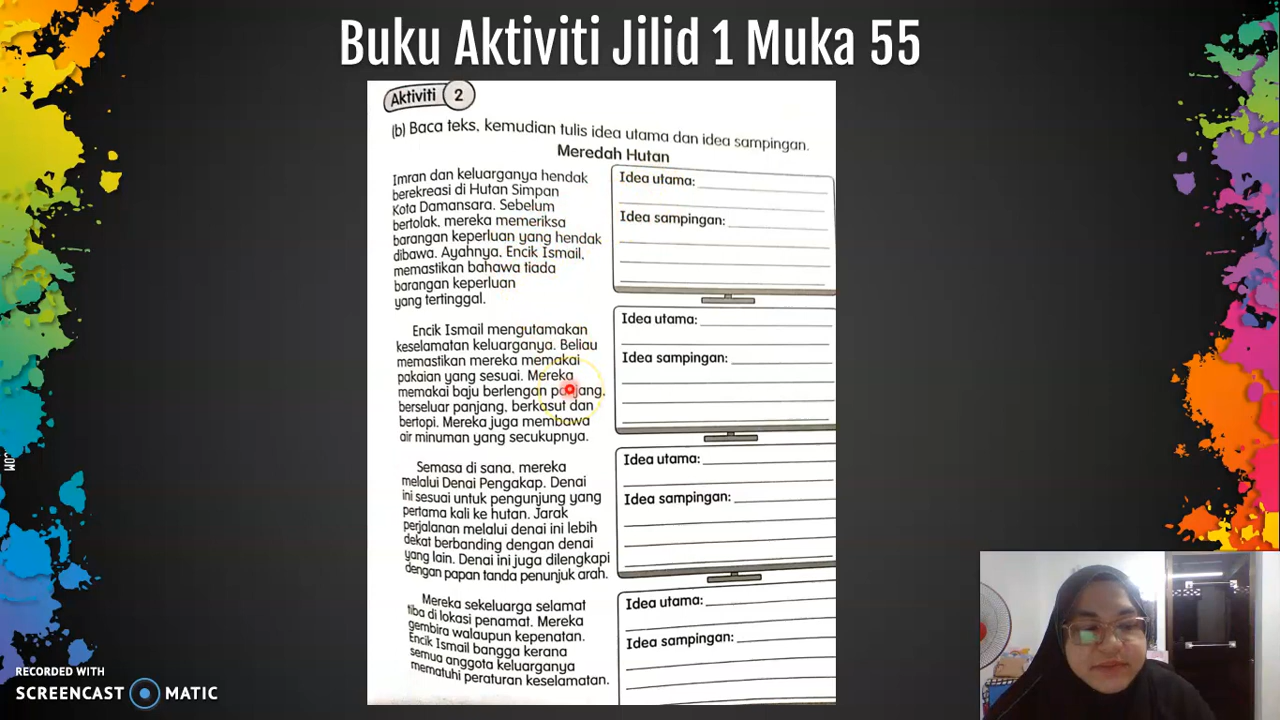 Buku Aktiviti Jilid 1 Muka 55
Aktiviti 2
(b) Baca teks, kemudian tulis idea utama dan idea sampingan.
Meredah Hutan
Imran dan keluarganya hendak
berekreasi di Hutan Simpan
Kota Damansara. Sebelum
bertolak, mereka memeriksa
barangan keperluan yang hendak
dibawa. Ayahnya, Encik Ismail,
memastikan bahawa tiada
barangan keperluan
yang tertinggal.
Idea utama:
Idea sampingan:
Encik Ismail mengutamakan
keselamatan keluarganya. Beliau
memastikan mereka memakai
pakaian yang sesuai. Mereka
memakai baju berlengan panjang,
berseluar panjang, berkasut dan
bertopi. Mereka juga membawa
air minuman yang secukupnya.
Idea utama:
Idea sampingan:
Semasa di sana, mereka
melalui Denai Pengakap. Denai
ini sesuai untuk pengunjung yang
pertama kali ke hutan. Jarak
perjalanan melalui denai ini lebih
dekat berbanding dengan denai
yang lain. Denai ini juga dilengkapi
dengan papan tanda penunjuk arah.
Idea utama:
Idea sampingan:
Mereka sekeluarga selamat
tiba di lokasi penamat. Mereka
gembira walaupun kepenatan.
Encik Ismail bangga kerana
semua anggota keluarganya
mematuhi peraturan keselamatan.
Idea utama:
Idea sampingan:
.COM
RECORDED WITH
SCREENCAST MATIC